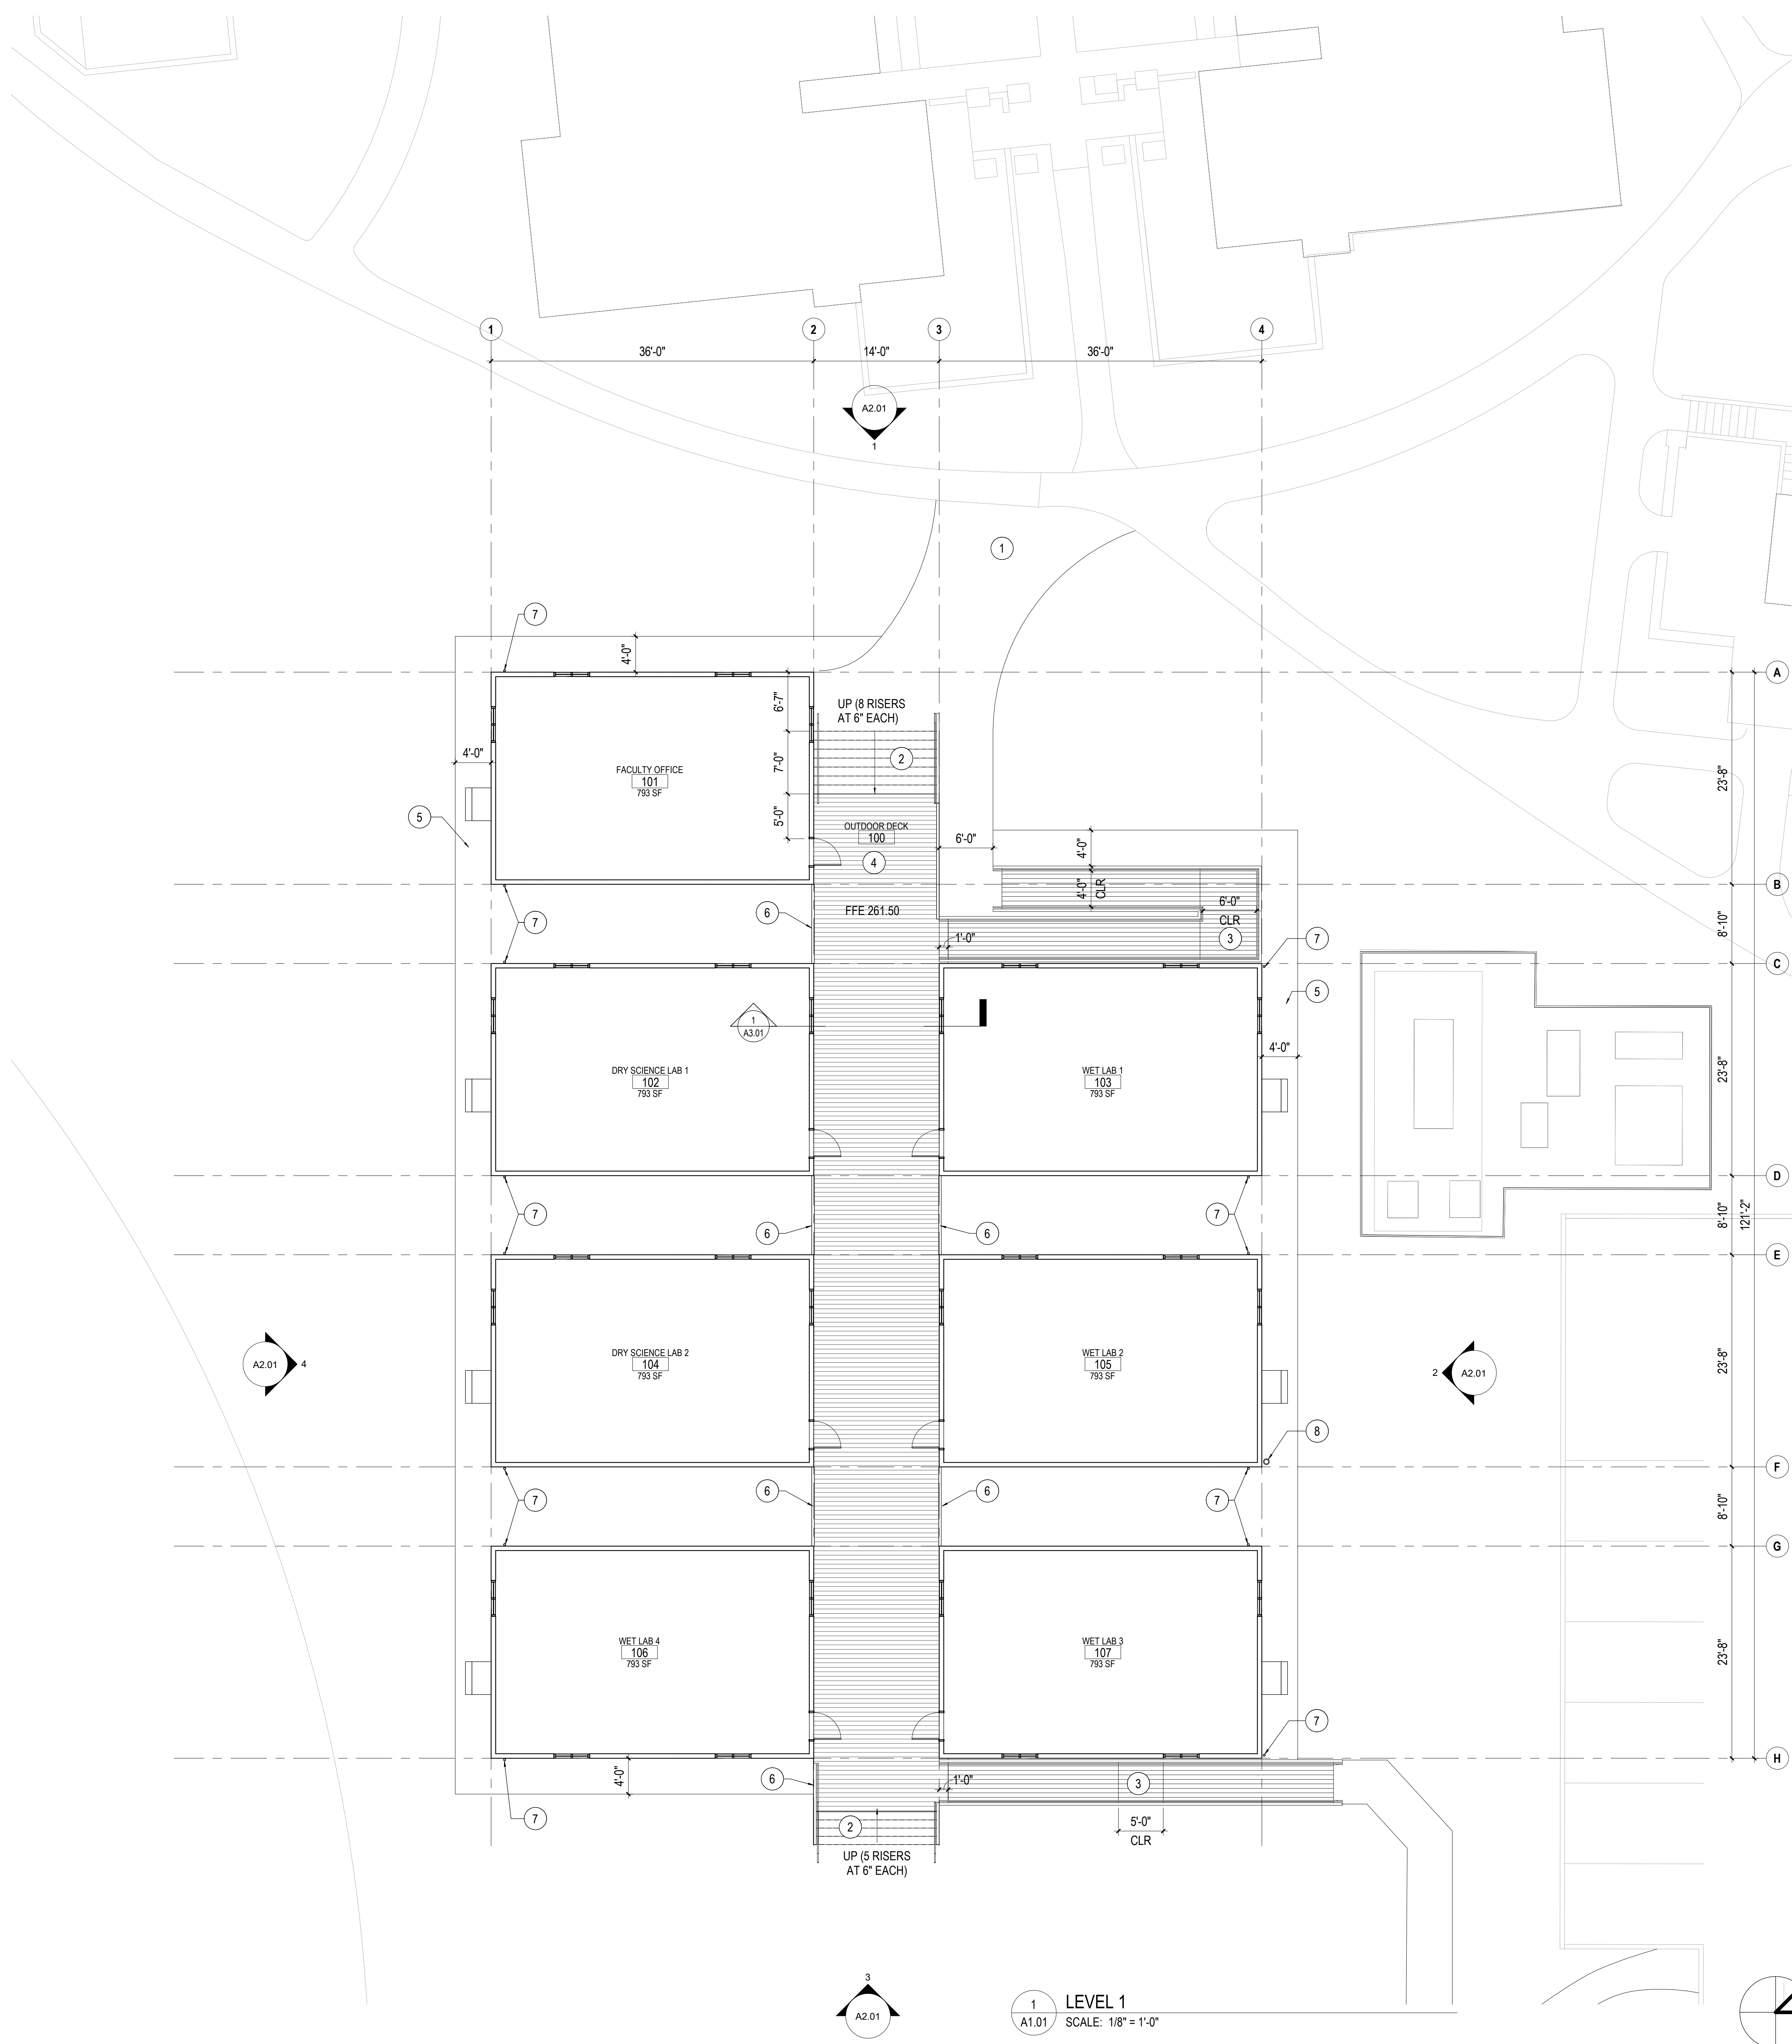 1
2
3
4
36'-0"
14'-0"
36'-0"
A2.01
1
1
7
4'-0"
A
6'-7"
UP (8 RISERS
AT 6" EACH)
4'-0"
2
7'-0"
FACULTY OFFICE
101
793 SF
23'-8"
5
5'-0"
OUTDOOR DECK
100
6'-0"
4'-0"
4
4'-0"
CLR
B
6'-0"
CLR
7
6
FFE 261.50
1'-0"
3
7
8'-10"
C
5
1
A3.01
4'-0"
DRY SCIENCE LAB 1
102
793 SF
WET LAB 1
103
793 SF
23'-8"
D
7
6
6
7
8'-10"
121'-2"
E
A2.01
4
DRY SCIENCE LAB 2
104
793 SF
WET LAB 2
105
793 SF
2
A2.01
23'-8"
8
F
7
6
6
7
8'-10"
G
WET LAB 4
106
793 SF
WET LAB 3
107
793 SF
23'-8"
7
H
4'-0"
6
1'-0"
3
7
2
5'-0"
CLR
UP (5 RISERS
AT 6" EACH)
3
A2.01
1
A1.01
LEVEL 1
SCALE: 1/8" = 1'-0"